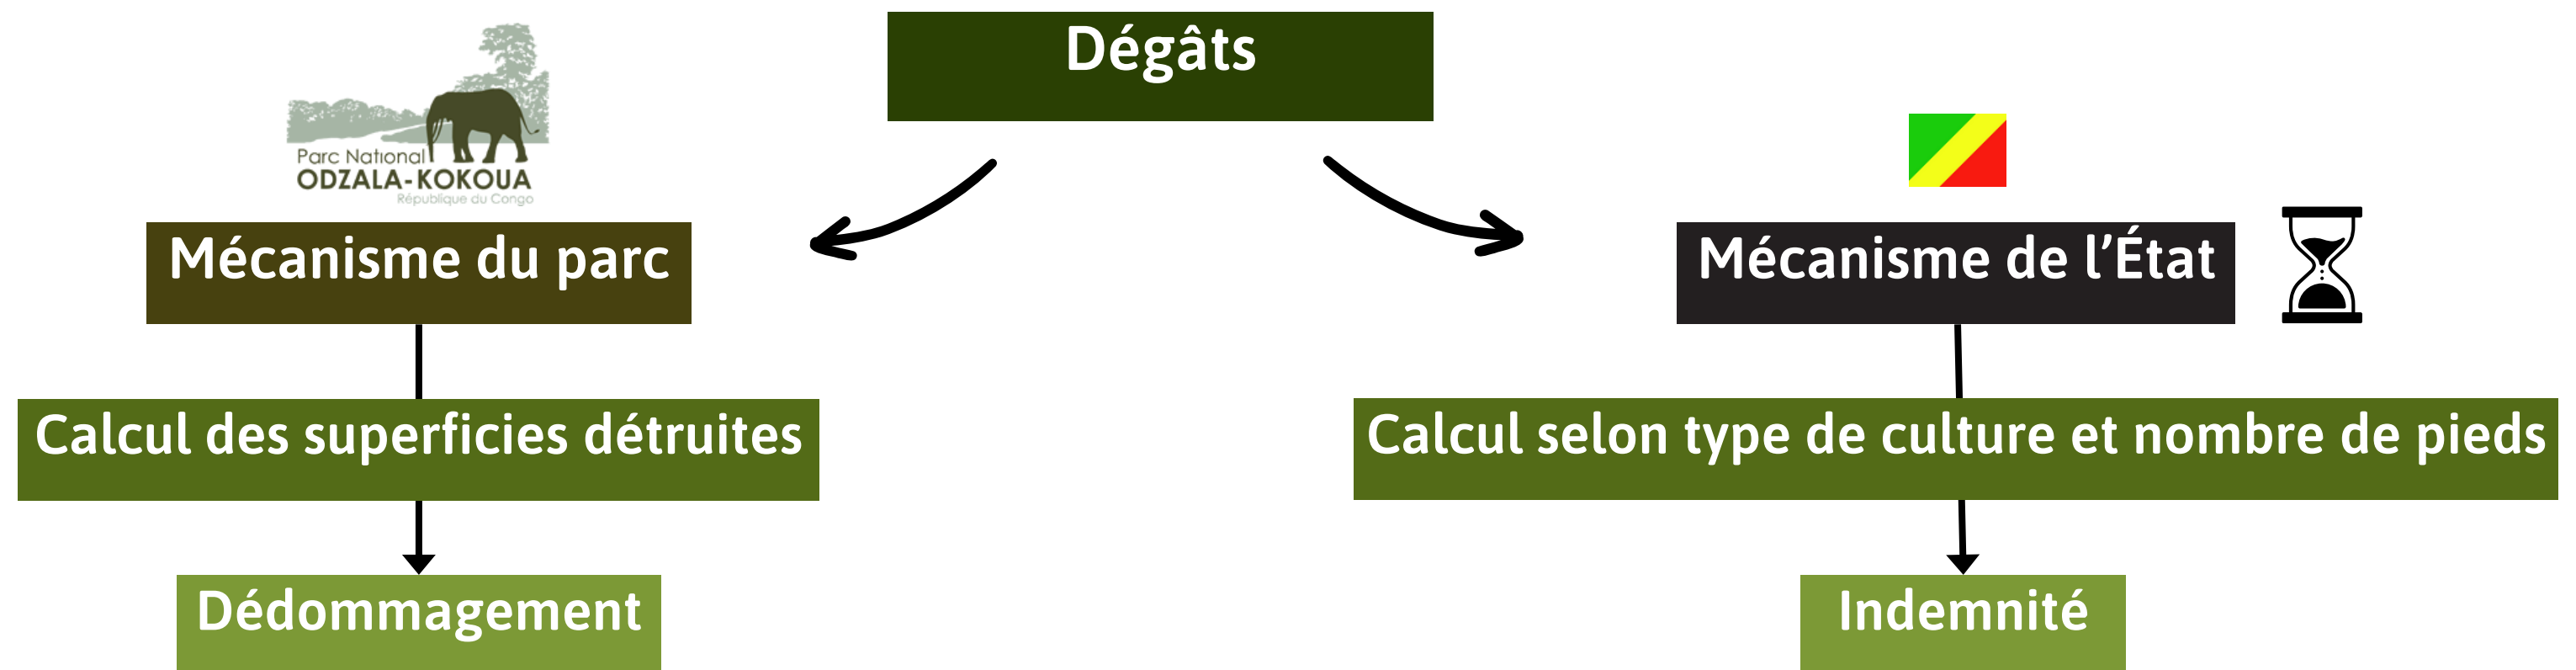 Dégâts
Parc National
ODZALA-KOKOUA
République du Congo
Mécanisme du parc
Mécanisme de l’État
Calcul des superficies détruites
Calcul selon type de culture et nombre de pieds
Dédommagement
Indemnité